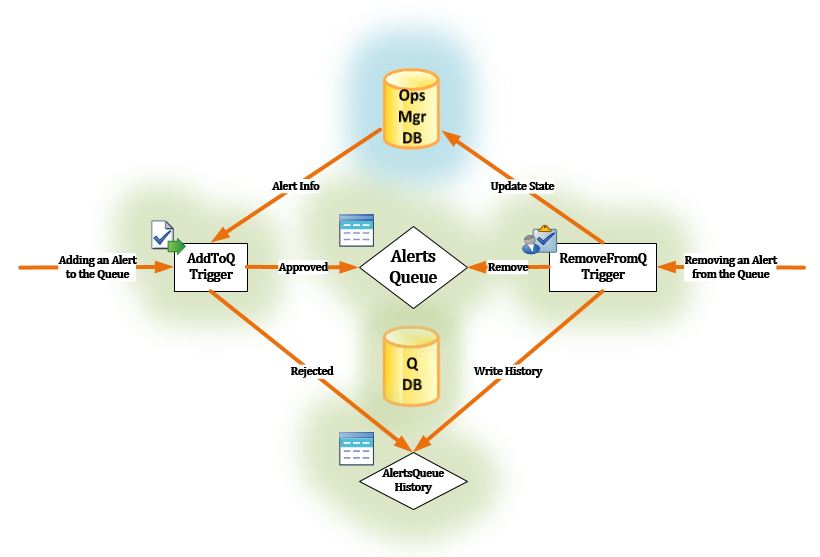 Ops
Mgr
DB
Alert Info
Update State
Adding an Alert
to the Queue
AddToQ
Trigger
Approved
Alerts
Queue
Remove
RemoveFromQ
Trigger
Removing an Alert
from the Queue
Q
DB
Rejected
Write History
AlertsQueue
History